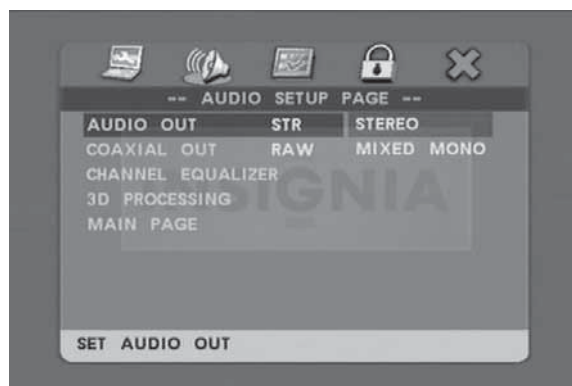 -- AUDIO SETUP PAGE --
AUDIO OUT STR STEREO
COAXIAL OUT RAW MIXED MONO
CHANNEL EQUALIZER
3D PROCESSING
MAIN PAGE
INSIGNIA
SET AUDIO OUT